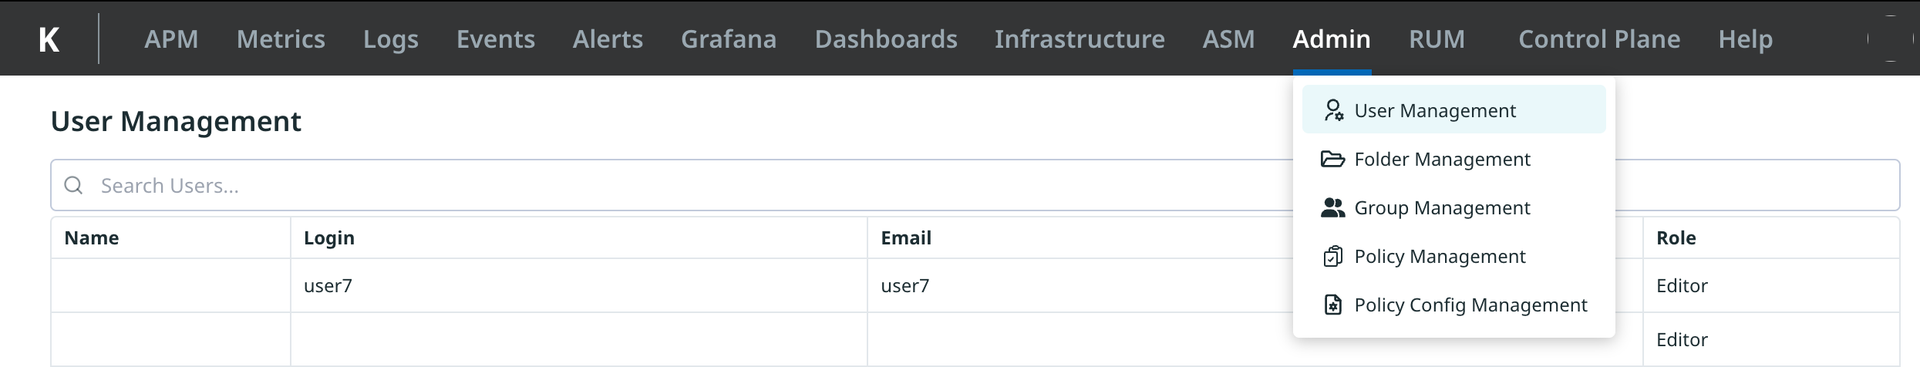 K APM Metrics Logs Events Alerts Grafana Dashboards Infrastructure ASM Admin RUM Control Plane Help
User Management
Search Users...
User Management
Folder Management
Group Management
Policy Management
Policy Config Management
Name Login Email Role
user7 user7 Editor
Editor